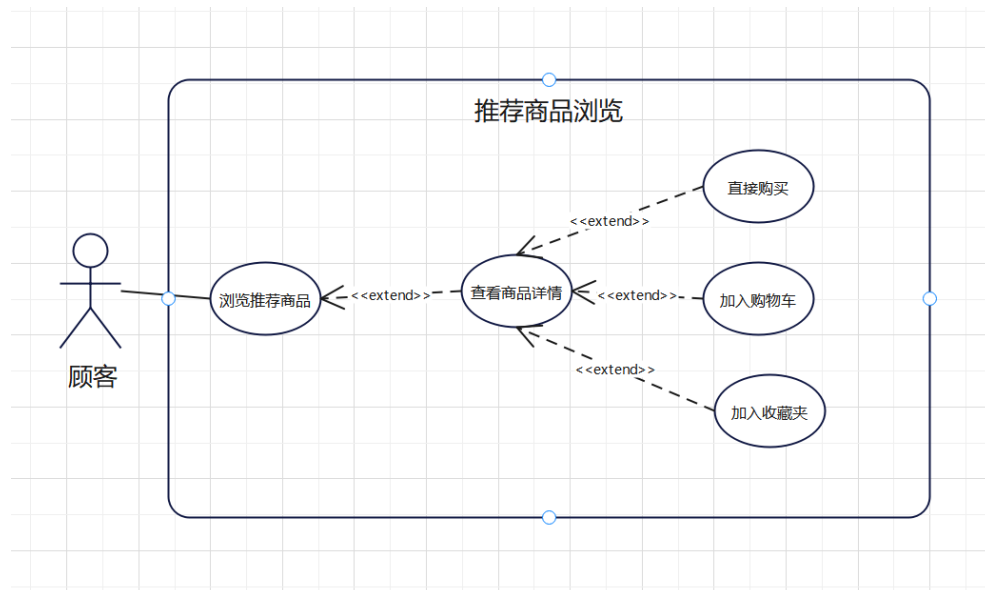 推荐商品浏览
直接购买
<<extend>>
浏览推荐商品
<<extend>>
查看商品详情
<<extend>>
加入购物车
顾客
<<extend>>
加入收藏夹